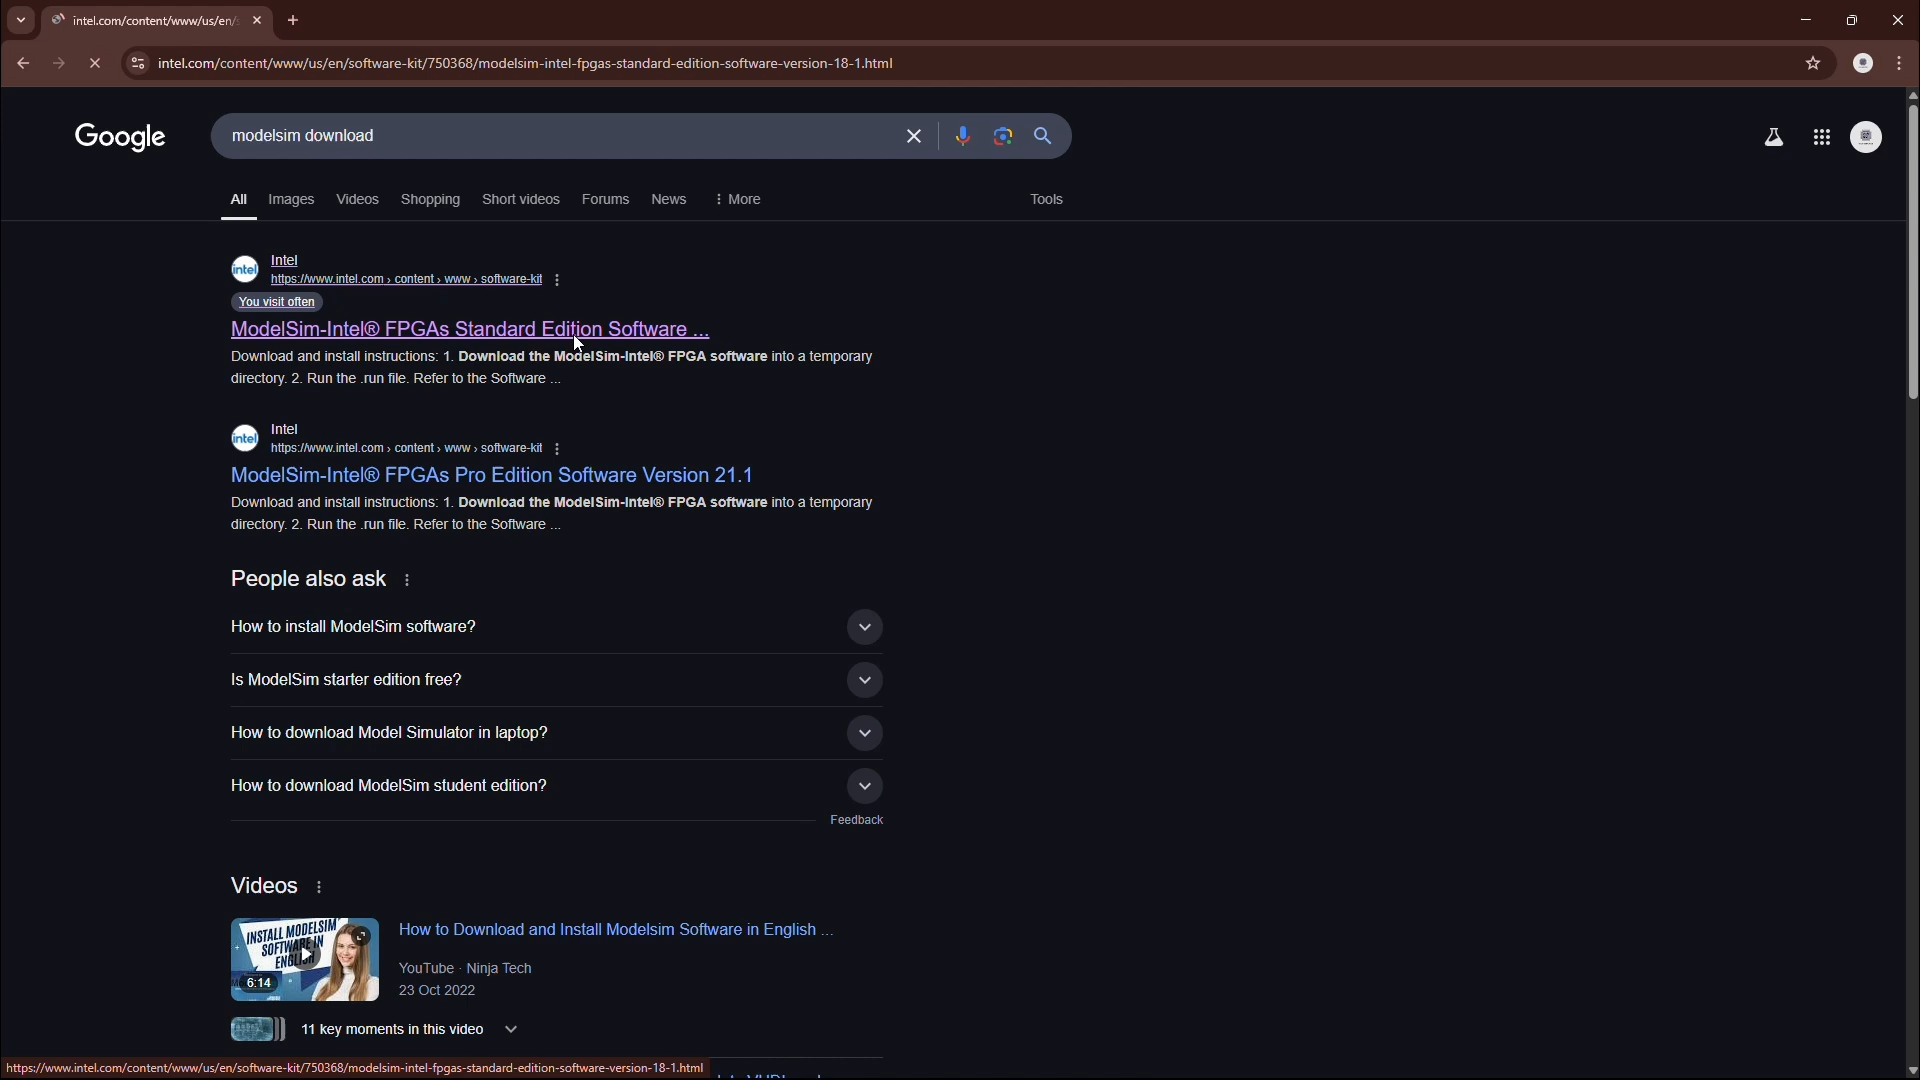 intel.com/content/www/us/en/s
intel.com/content/www/us/en/software-kit/750368/modelsim-intel-fpgas-standard-edition-software-version-18-1.html
Google
modelsim download
All Images Videos Shopping Short videos Forums News More Tools
intel
Intel
https://www.intel.com › content › www › software-kit
You visit often
ModelSim-Intel® FPGAs Standard Edition Software ...
Download and install instructions: 1. Download the ModelSim-Intel® FPGA software into a temporary
directory. 2. Run the .run file. Refer to the Software ...
intel
Intel
https://www.intel.com › content › www › software-kit
ModelSim-Intel® FPGAs Pro Edition Software Version 21.1
Download and install instructions: 1. Download the ModelSim-Intel® FPGA software into a temporary
directory. 2. Run the .run file. Refer to the Software ...
People also ask
How to install ModelSim software?
Is ModelSim starter edition free?
How to download Model Simulator in laptop?
How to download ModelSim student edition?
Feedback
Videos
INSTALL MODELSIM
SOFTWARE IN
ENGLISH
6:14
How to Download and Install Modelsim Software in English ...
YouTube · Ninja Tech
23 Oct 2022
11 key moments in this video
https://www.intel.com/content/www/us/en/software-kit/750368/modelsim-intel-fpgas-standard-edition-software-version-18-1.html